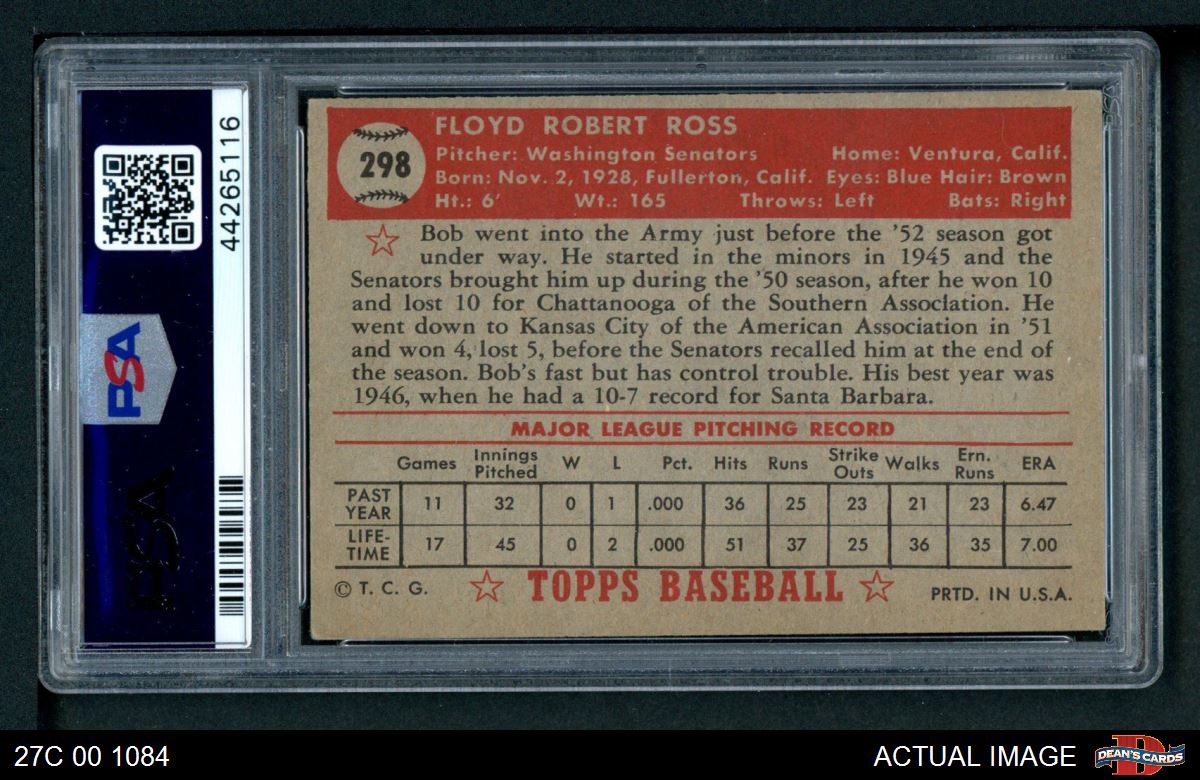 44265116
PSA
PSA
298
FLOYD ROBERT ROSS
Pitcher: Washington Senators Home: Ventura, Calif.
Born: Nov. 2, 1928, Fullerton, Calif. Eyes: Blue Hair: Brown
Ht.: 6' Wt.: 165 Throws: Left Bats: Right
Bob went into the Army just before the '52 season got
under way. He started in the minors in 1945 and the
Senators brought him up during the '50 season, after he won 10
and lost 10 for Chattanooga of the Southern Association. He
went down to Kansas City of the American Association in '51
and won 4, lost 5, before the Senators recalled him at the end of
the season. Bob's fast but has control trouble. His best year was
1946, when he had a 10-7 record for Santa Barbara.
MAJOR LEAGUE PITCHING RECORD
Games Innings Pitched W L Pct. Hits Runs Strike Outs Walks Ern. Runs ERA
PAST YEAR 11 32 0 1 .000 36 25 23 21 23 6.47
LIFE-TIME 17 45 0 2 .000 51 37 25 36 35 7.00
© T. C. G. TOPPS BASEBALL PRTD. IN U.S.A.
27C 00 1084 ACTUAL IMAGE DEAN'S CARDS